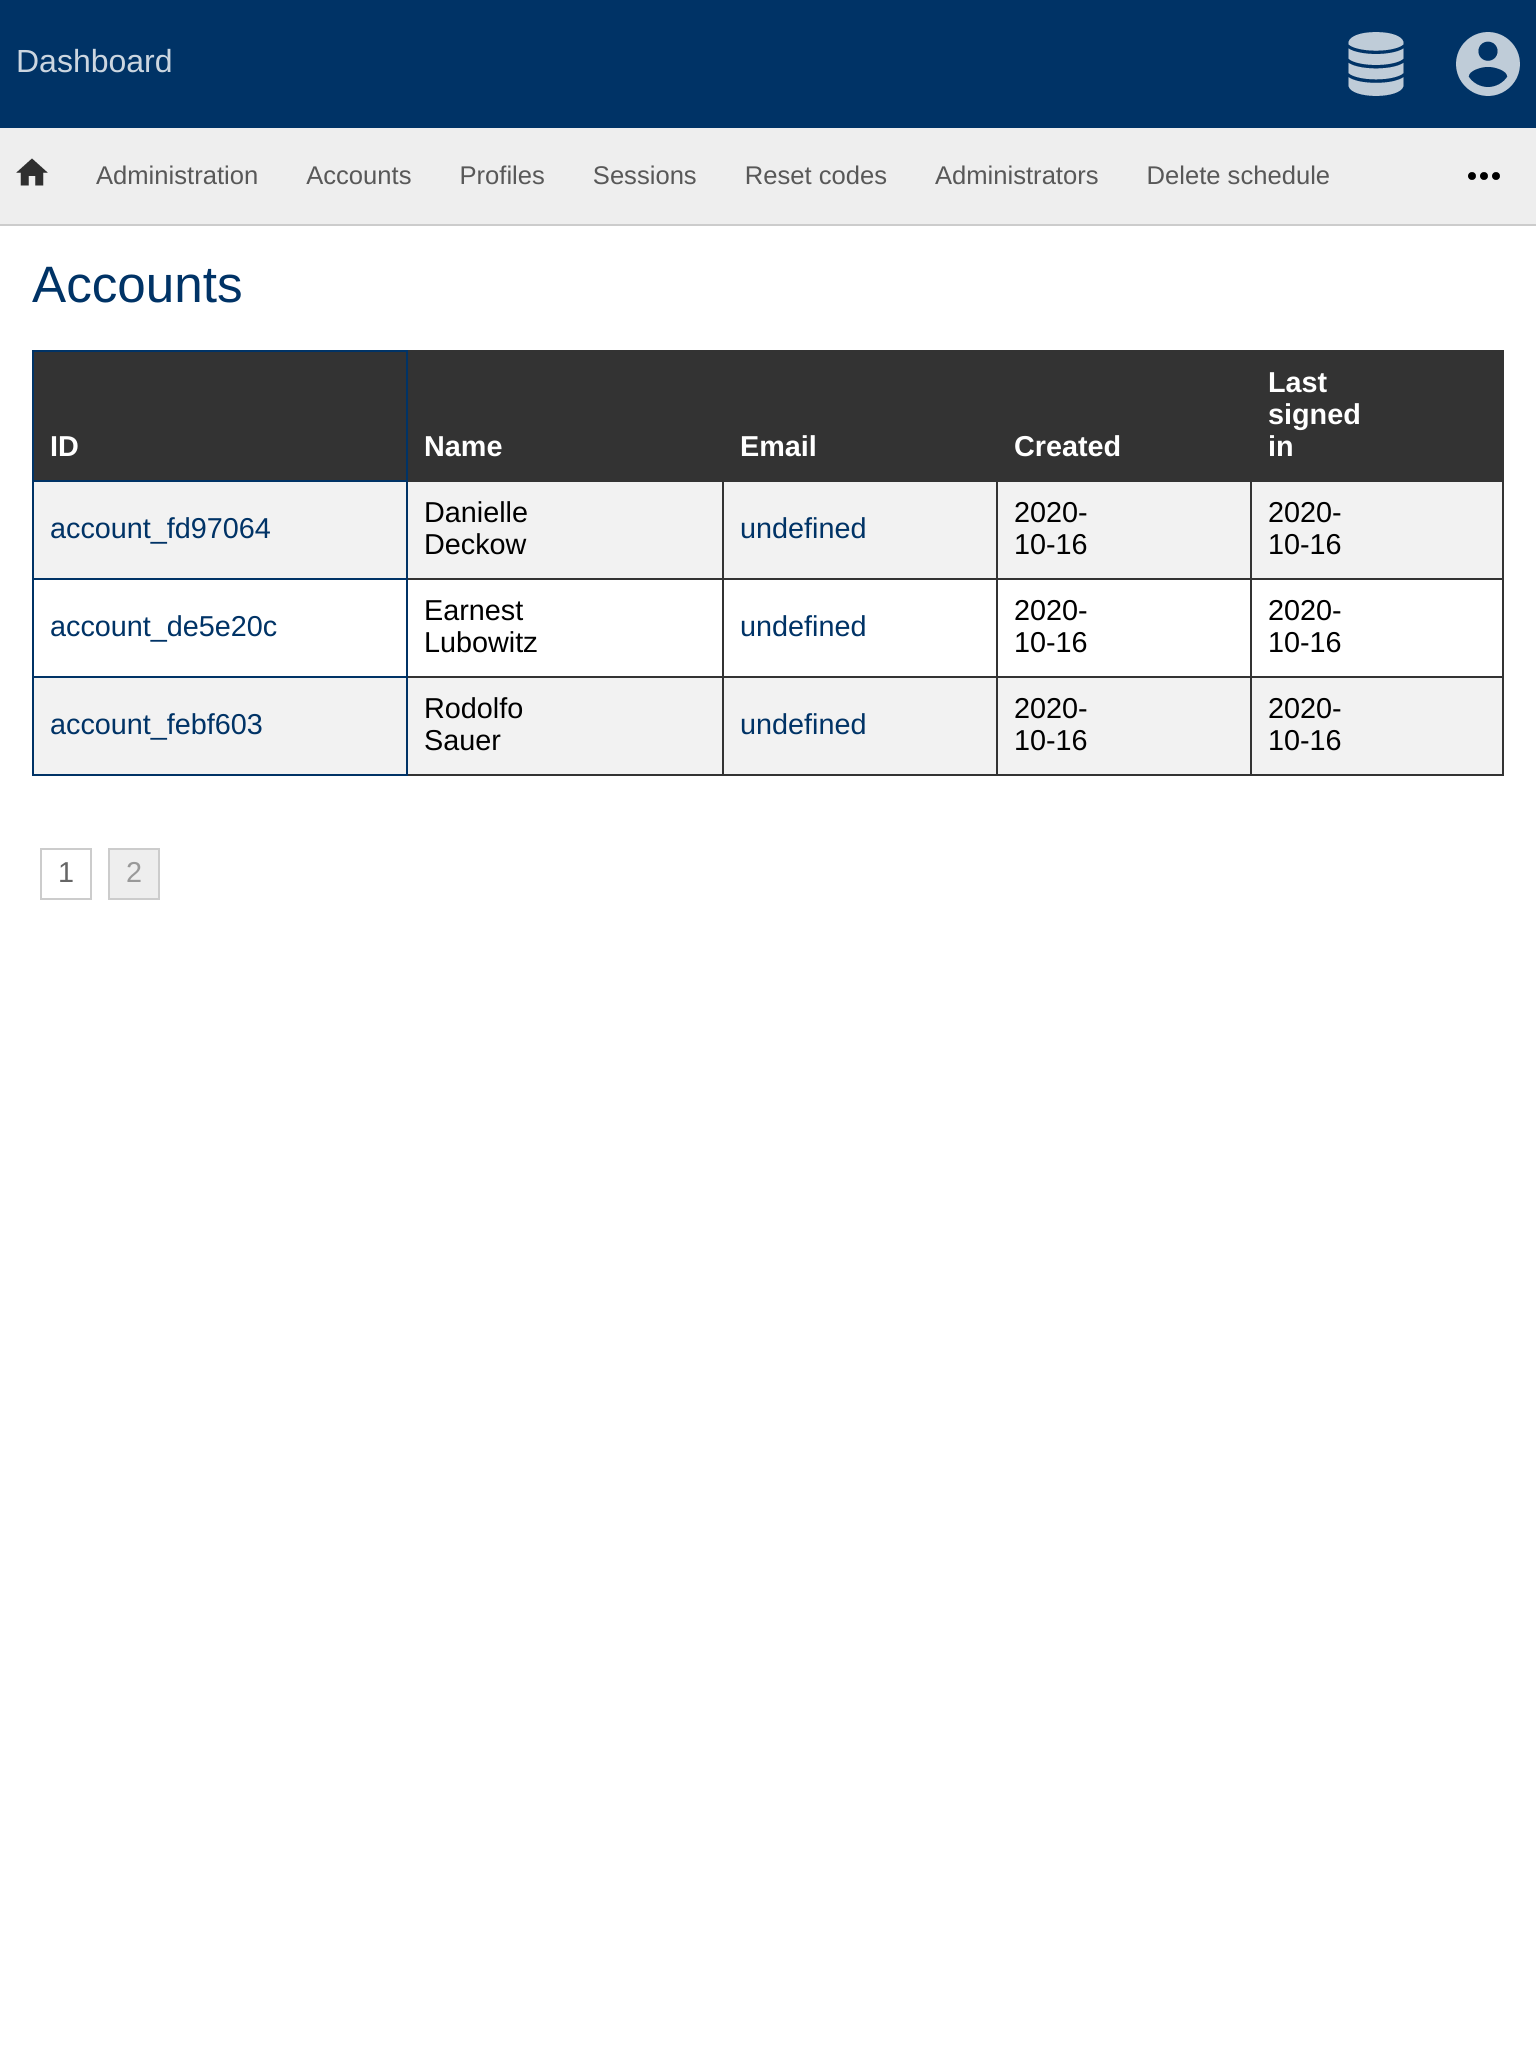 Dashboard
Administration Accounts Profiles Sessions Reset codes Administrators Delete schedule
Accounts
ID Name Email Created Last signed in
account_fd97064 Danielle Deckow undefined 2020-10-16 2020-10-16
account_de5e20c Earnest Lubowitz undefined 2020-10-16 2020-10-16
account_febf603 Rodolfo Sauer undefined 2020-10-16 2020-10-16
1 2